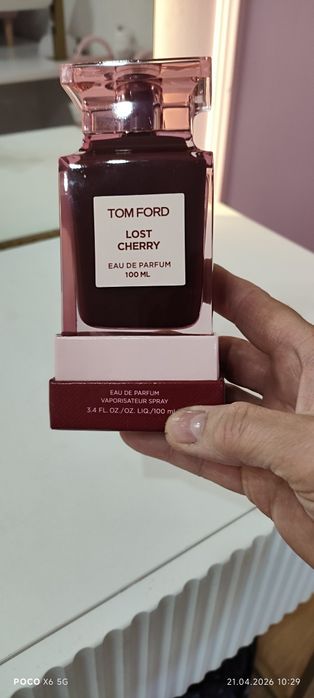 TOM FORD
LOST
CHERRY
EAU DE PARFUM
100 ML
EAU DE PARFUM
VAPORISATEUR SPRAY
3.4 FL. OZ./OZ. LIQ./100 ml
POCO X6 5G
21.04.2026 10:29